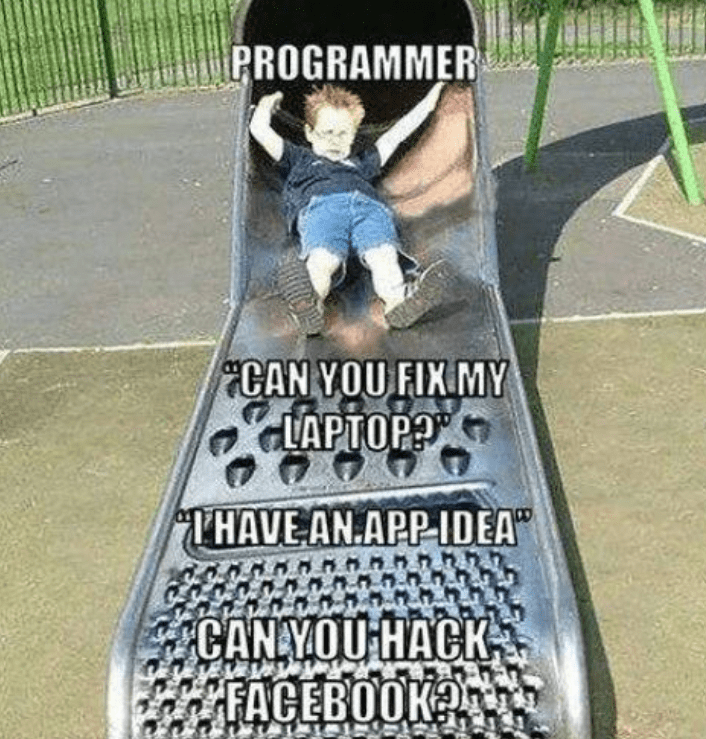 PROGRAMMER
"CAN YOU FIX MY
LAPTOP?"
"I HAVE AN APP IDEA"
CAN YOU HACK
FACEBOOK?